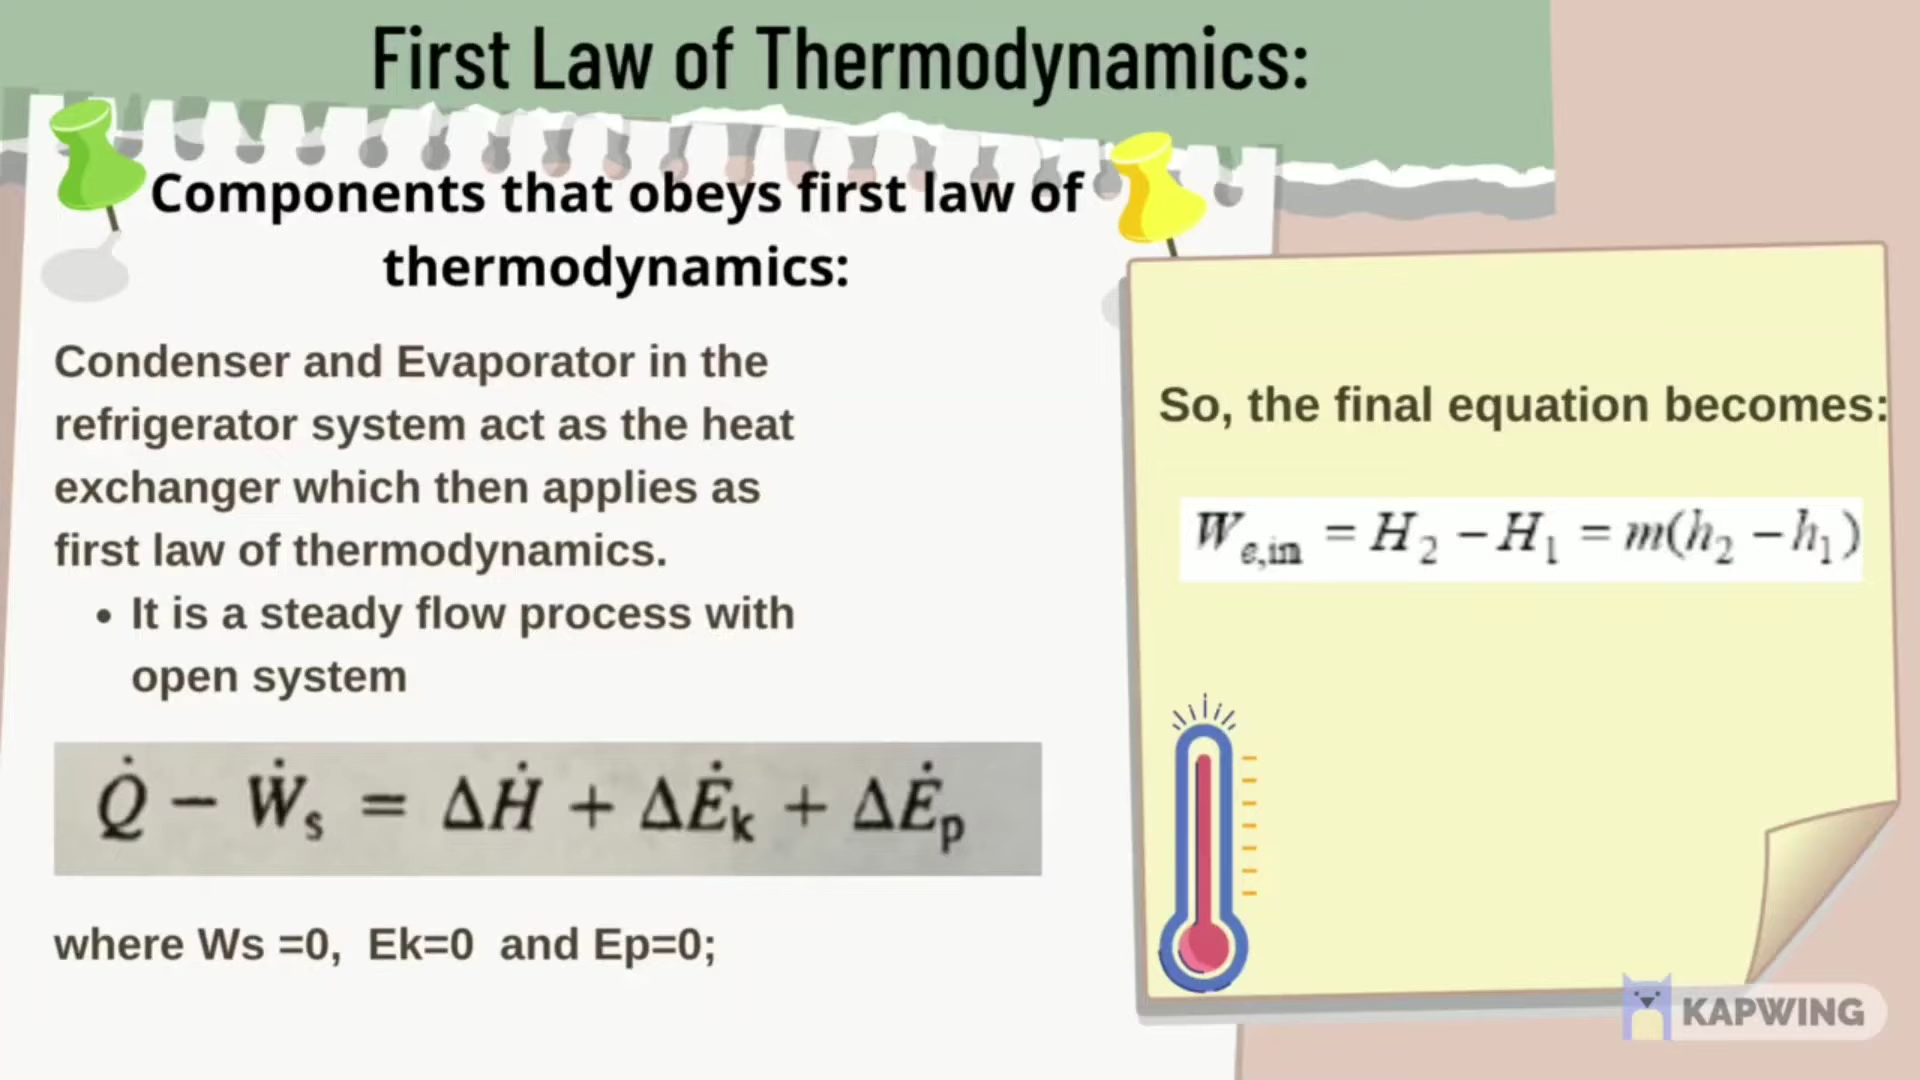 First Law of Thermodynamics:
Components that obeys first law of
thermodynamics:
Condenser and Evaporator in the
refrigerator system act as the heat
exchanger which then applies as
first law of thermodynamics.
• It is a steady flow process with
open system
Q̇ − Ẇₛ = ΔḢ + ΔĖₖ + ΔĖₚ
where Ws =0, Ek=0 and Ep=0;
So, the final equation becomes:
W e,in = H₂ − H₁ = m(h₂ − h₁)
KAPWING